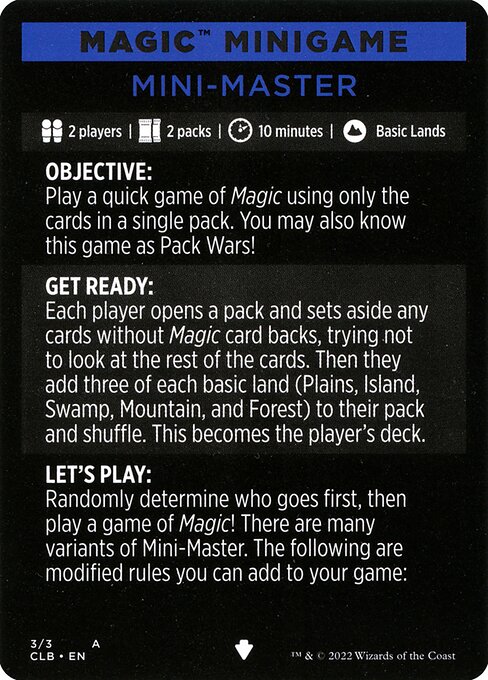 MAGIC™ MINIGAME
MINI-MASTER
2 players | 2 packs | 10 minutes | Basic Lands
OBJECTIVE:
Play a quick game of Magic using only the
cards in a single pack. You may also know
this game as Pack Wars!
GET READY:
Each player opens a pack and sets aside any
cards without Magic card backs, trying not
to look at the rest of the cards. Then they
add three of each basic land (Plains, Island,
Swamp, Mountain, and Forest) to their pack
and shuffle. This becomes the player's deck.
LET'S PLAY:
Randomly determine who goes first, then
play a game of Magic! There are many
variants of Mini-Master. The following are
modified rules you can add to your game:
3/3 A
CLB • EN
™ & © 2022 Wizards of the Coast